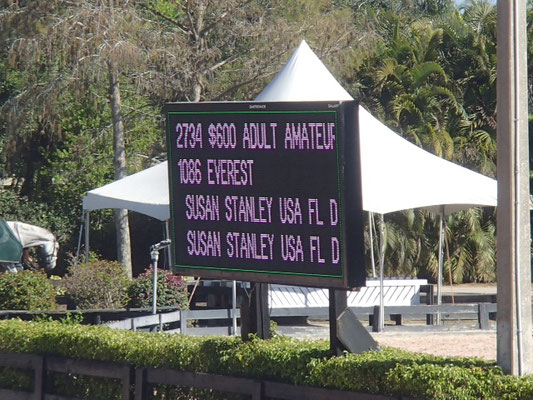 2734 $600 ADULT AMATEUR
1086 EVEREST
SUSAN STANLEY USA FL D
SUSAN STANLEY USA FL D